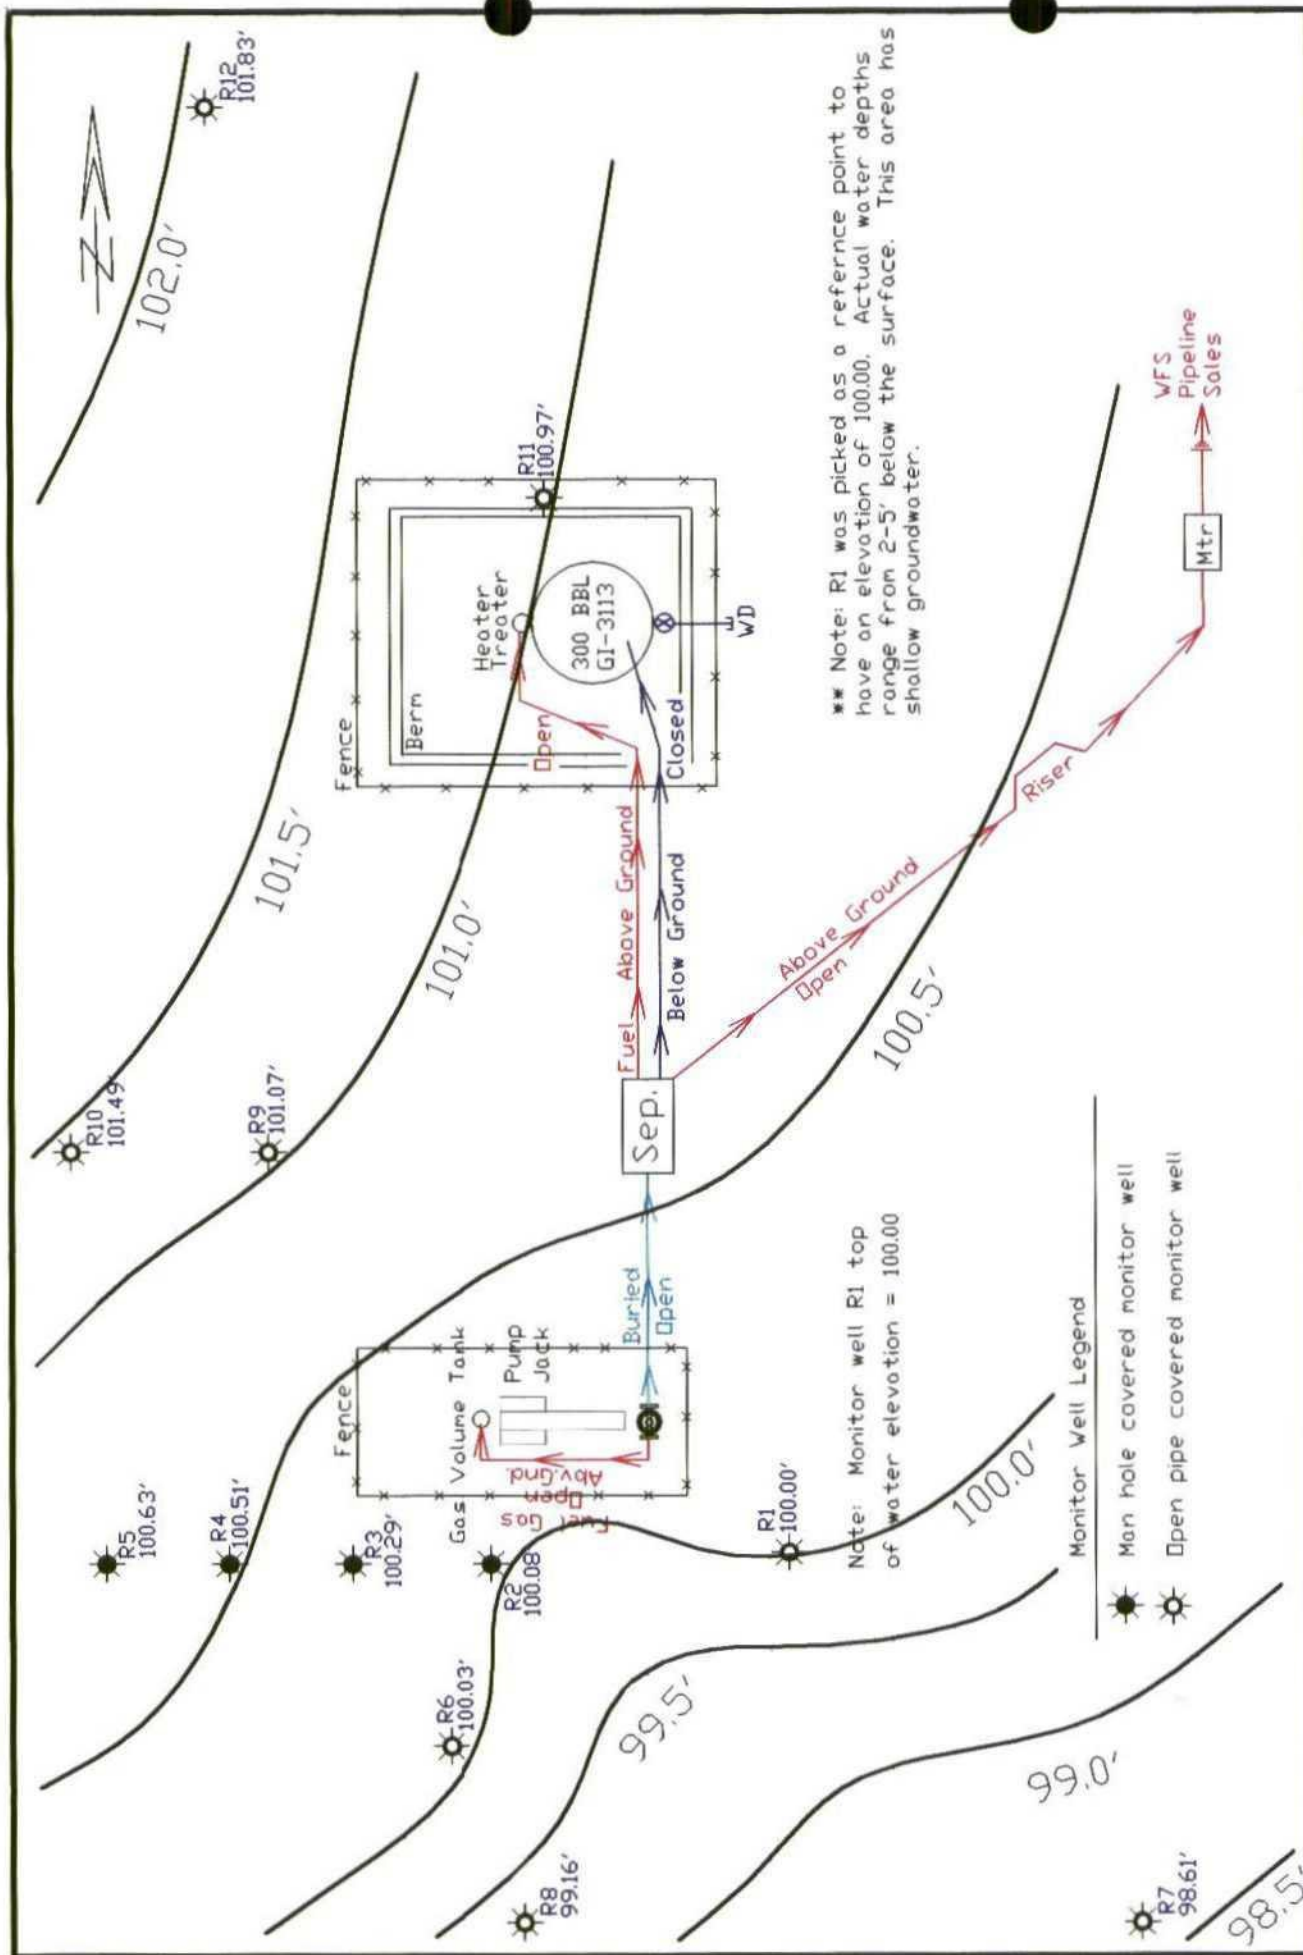 N
102.0'
R12
101.83'
101.5'
101.0'
R10
101.49'
R9
101.07'
Fence
Berm
Heater
Treater
R11
100.97'
300 BBL
GI-3113
Open
WD
Closed
Fuel
Above Ground
Below Ground
Sep.
Above Ground
Open
Riser
Mtr
WFS
Pipeline
Sales
** Note: R1 was picked as a refernce point to
have an elevation of 100.00. Actual water depths
range from 2-5' below the surface. This area has
shallow groundwater.
100.5'
Fence
Gas Volume Tank
Pump
Jack
Buried
Open
Fuel Gas
Open
Abv.Gnd.
R5
100.63'
R4
100.51'
R3
100.29'
R2
100.08
R1
100.00'
R6
100.03'
Note: Monitor well R1 top
of water elevation = 100.00
100.0'
99.5'
99.0'
98.5'
R8
99.16'
R7
98.61'
Monitor Well Legend
Man hole covered monitor well
Open pipe covered monitor well